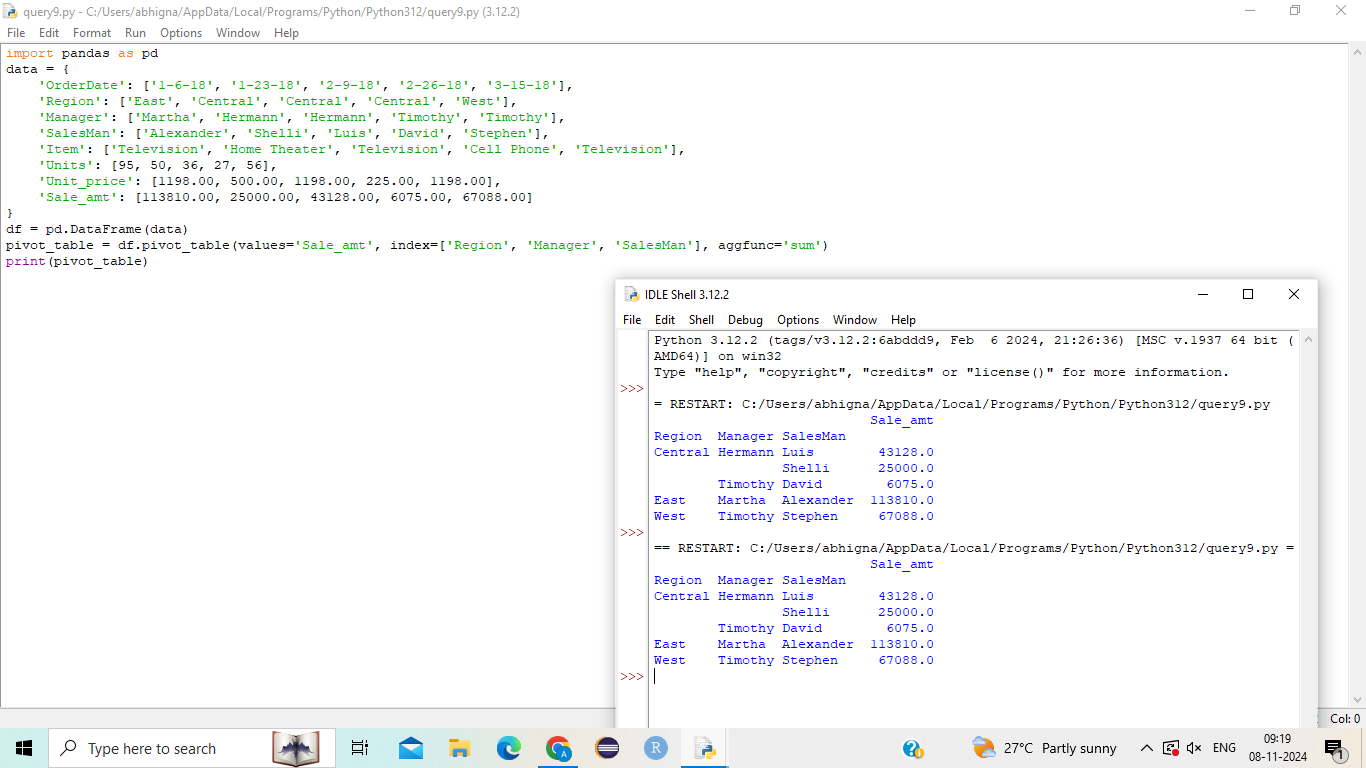 query9.py - C:/Users/abhigna/AppData/Local/Programs/Python/Python312/query9.py (3.12.2)
File Edit Format Run Options Window Help
import pandas as pd
data = {
    'OrderDate': ['1-6-18', '1-23-18', '2-9-18', '2-26-18', '3-15-18'],
    'Region': ['East', 'Central', 'Central', 'Central', 'West'],
    'Manager': ['Martha', 'Hermann', 'Hermann', 'Timothy', 'Timothy'],
    'SalesMan': ['Alexander', 'Shelli', 'Luis', 'David', 'Stephen'],
    'Item': ['Television', 'Home Theater', 'Television', 'Cell Phone', 'Television'],
    'Units': [95, 50, 36, 27, 56],
    'Unit_price': [1198.00, 500.00, 1198.00, 225.00, 1198.00],
    'Sale_amt': [113810.00, 25000.00, 43128.00, 6075.00, 67088.00]
}
df = pd.DataFrame(data)
pivot_table = df.pivot_table(values='Sale_amt', index=['Region', 'Manager', 'SalesMan'], aggfunc='sum')
print(pivot_table)
IDLE Shell 3.12.2
File Edit Shell Debug Options Window Help
Python 3.12.2 (tags/v3.12.2:6abddd9, Feb  6 2024, 21:26:36) [MSC v.1937 64 bit (
AMD64)] on win32
Type "help", "copyright", "credits" or "license()" for more information.
>>>
= RESTART: C:/Users/abhigna/AppData/Local/Programs/Python/Python312/query9.py
                           Sale_amt
Region  Manager SalesMan
Central Hermann Luis        43128.0
                Shelli      25000.0
        Timothy David        6075.0
East    Martha  Alexander  113810.0
West    Timothy Stephen     67088.0
>>>
== RESTART: C:/Users/abhigna/AppData/Local/Programs/Python/Python312/query9.py =
                           Sale_amt
Region  Manager SalesMan
Central Hermann Luis        43128.0
                Shelli      25000.0
        Timothy David        6075.0
East    Martha  Alexander  113810.0
West    Timothy Stephen     67088.0
>>>
Col: 0
Type here to search
R
27°C Partly sunny
ENG
09:19
08-11-2024
1